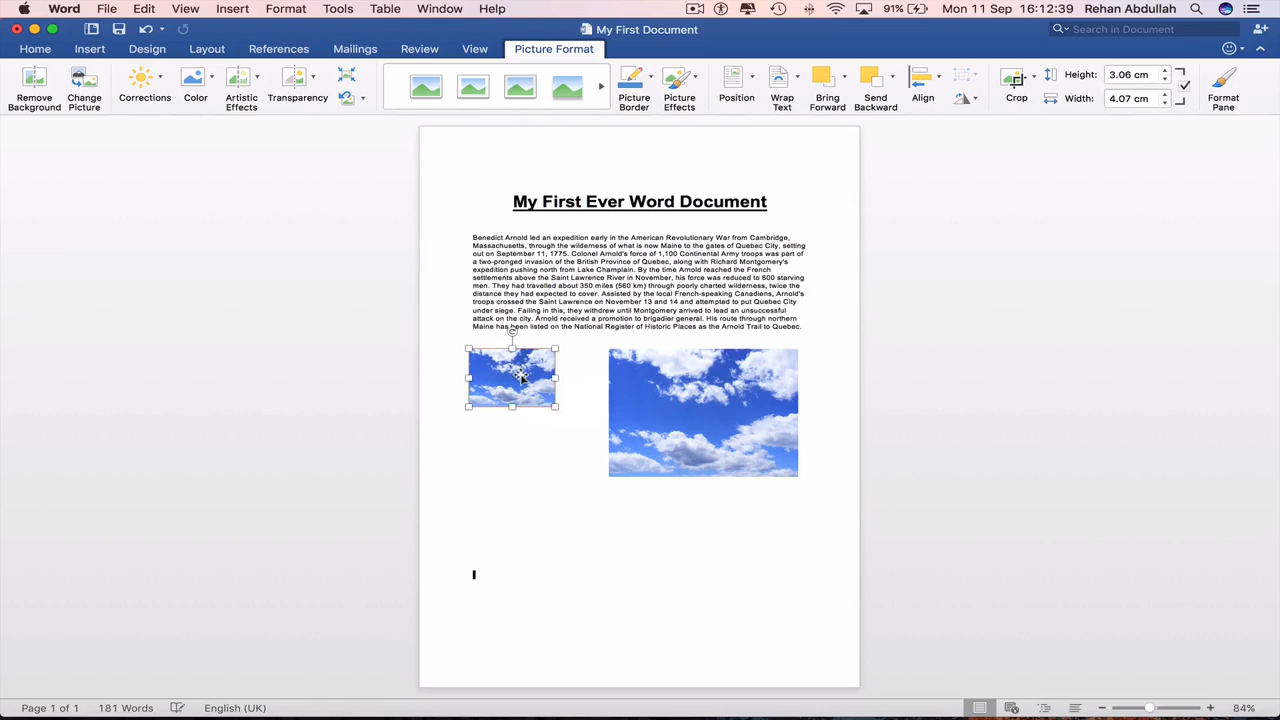 Word File Edit View Insert Format Tools Table Window Help 91% Mon 11 Sep 16:12:39 Rehan Abdullah
My First Document
Search in Document
Home Insert Design Layout References Mailings Review View Picture Format
Remove Background
Change Picture
Corrections
Color
Artistic Effects
Transparency
Picture Border
Picture Effects
Position
Wrap Text
Bring Forward
Send Backward
Align
Crop
Height: 3.06 cm
Width: 4.07 cm
Format Pane
My First Ever Word Document
Benedict Arnold led an expedition early in the American Revolutionary War from Cambridge,
Massachusetts, through the wilderness of what is now Maine to the gates of Quebec City, setting
out on September 11, 1775. Colonel Arnold's force of 1,100 Continental Army troops was part of
a two-pronged invasion of the British Province of Quebec, along with Richard Montgomery's
expedition pushing north from Lake Champlain. By the time Arnold reached the French
settlements above the Saint Lawrence River in November, his force was reduced to 600 starving
men. They had travelled about 350 miles (560 km) through poorly charted wilderness, twice the
distance they had expected to cover. Assisted by the local French-speaking Canadiens, Arnold's
troops crossed the Saint Lawrence on November 13 and 14 and attempted to put Quebec City
under siege. Failing in this, they withdrew until Montgomery arrived to lead an unsuccessful
attack on the city. Arnold received a promotion to brigadier general. His route through northern
Maine has been listed on the National Register of Historic Places as the Arnold Trail to Quebec.
Page 1 of 1 181 Words English (UK) 84%